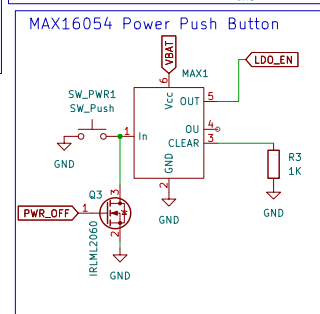 MAX16054 Power Push Button
VBAT
LDO_EN
6
MAX1
SW_PWR1
SW_Push
Vcc
OUT
5
1
In
OU
4
CLEAR
3
GND
GND
2
R3
1K
GND
GND
Q3
3
PWR_OFF
1
2
IRLML2060
GND